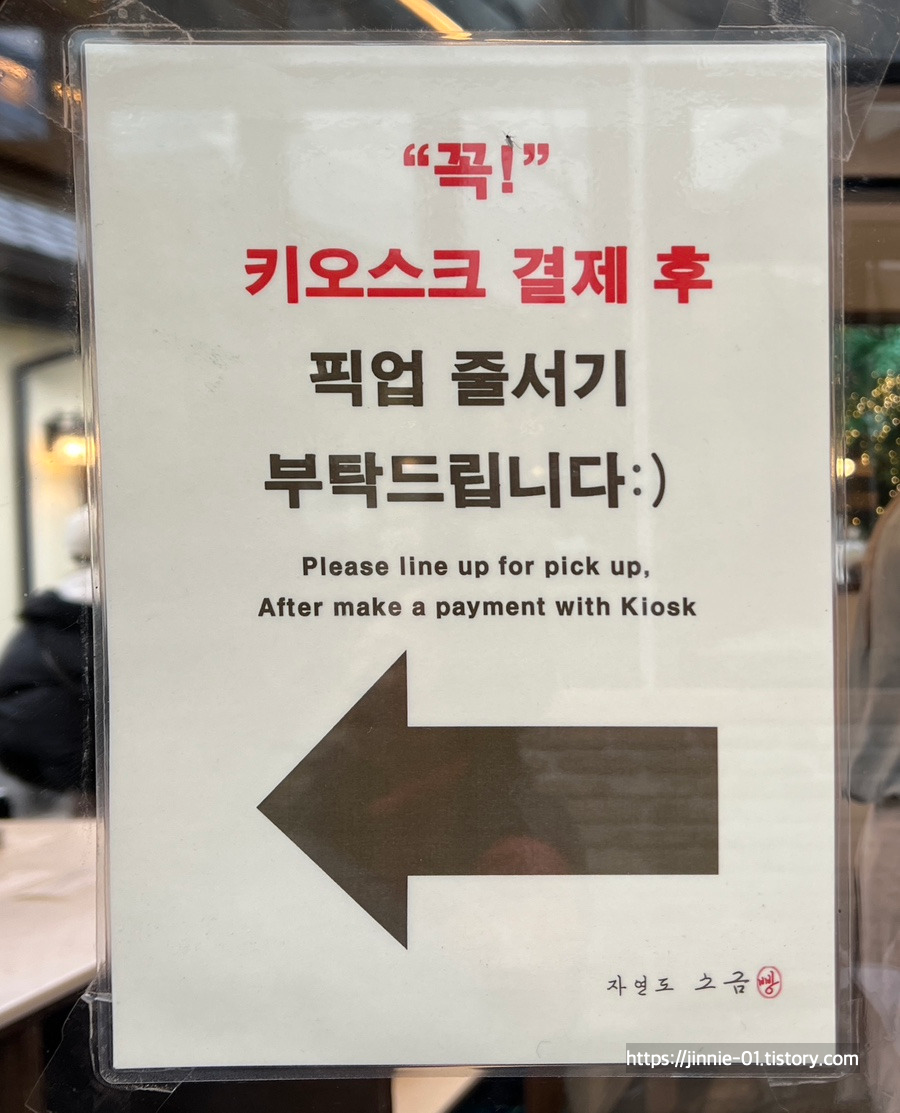 “꼭!”
키오스크 결제 후
픽업 줄서기
부탁드립니다:)
Please line up for pick up,
After make a payment with Kiosk
자연도 소금빵
https://jinnie-01.tistory.com